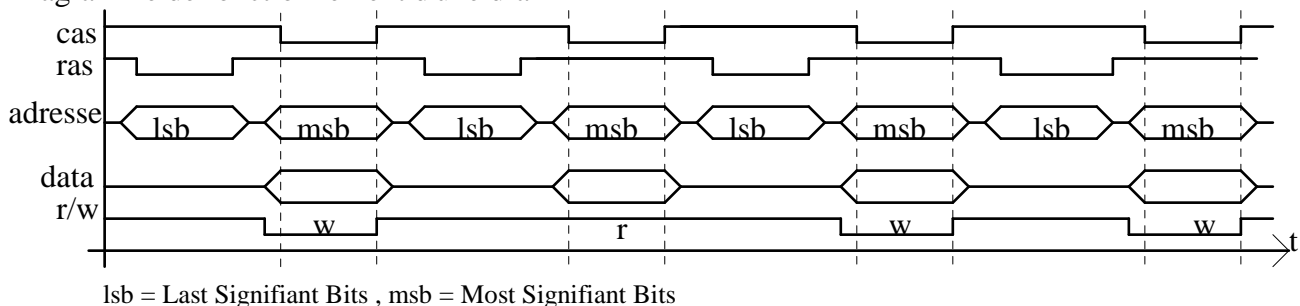 cas
ras
adresse lsb msb lsb msb lsb msb lsb msb
data
r/w w r w w
t
lsb = Last Signifiant Bits , msb = Most Signifiant Bits